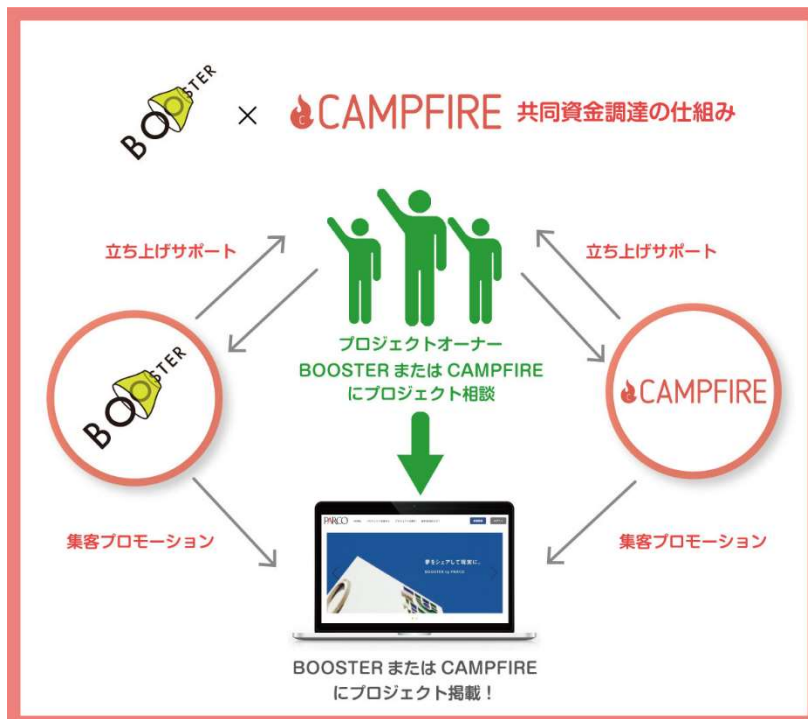 BOOSTER × CAMPFIRE 共同資金調達の仕組み
立ち上げサポート
立ち上げサポート
プロジェクトオーナー
BOOSTER または CAMPFIRE
にプロジェクト相談
BOOSTER
CAMPFIRE
集客プロモーション
集客プロモーション
PARCO
夢をシェアして現実に。
BOOSTER by PARCO
BOOSTER または CAMPFIRE
にプロジェクト掲載！